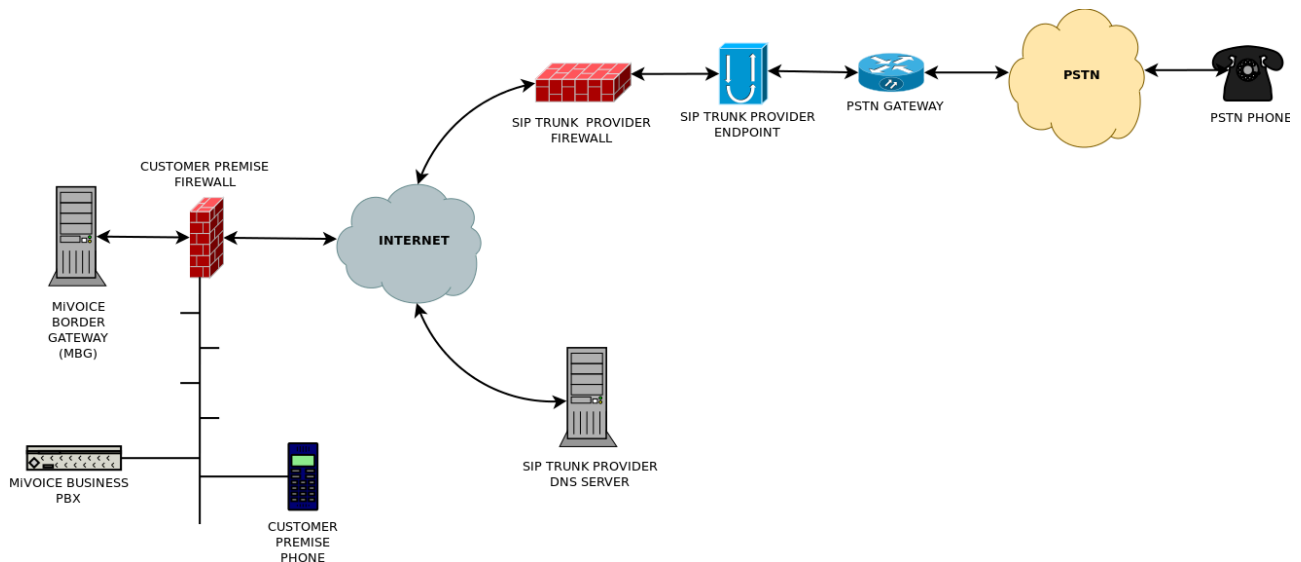 PSTN
SIP TRUNK PROVIDER
FIREWALL
SIP TRUNK PROVIDER
ENDPOINT
PSTN GATEWAY
PSTN PHONE
CUSTOMER PREMISE
FIREWALL
INTERNET
MiVOICE
BORDER
GATEWAY
(MBG)
SIP TRUNK PROVIDER
DNS SERVER
MiVOICE BUSINESS
PBX
CUSTOMER
PREMISE
PHONE